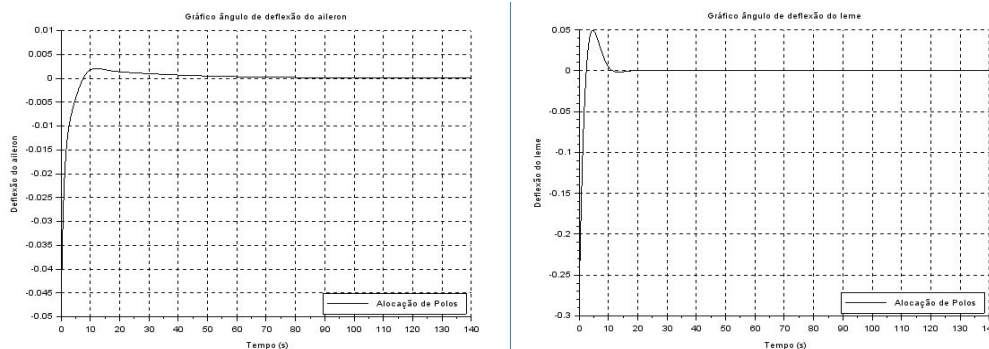 Gráfico ângulo de deflexão do aileron
Deflexão do aileron
0.01
0.005
0
-0.005
-0.01
-0.015
-0.02
-0.025
-0.03
-0.035
-0.04
-0.045
-0.05
Alocação de Polos
0 10 20 30 40 50 60 70 80 90 100 110 120 130 140
Tempo (s)
Gráfico ângulo de deflexão do leme
Deflexão do leme
0.05
0
-0.05
-0.1
-0.15
-0.2
-0.25
-0.3
Alocação de Polos
0 10 20 30 40 50 60 70 80 90 100 110 120 130 140
Tempo (s)